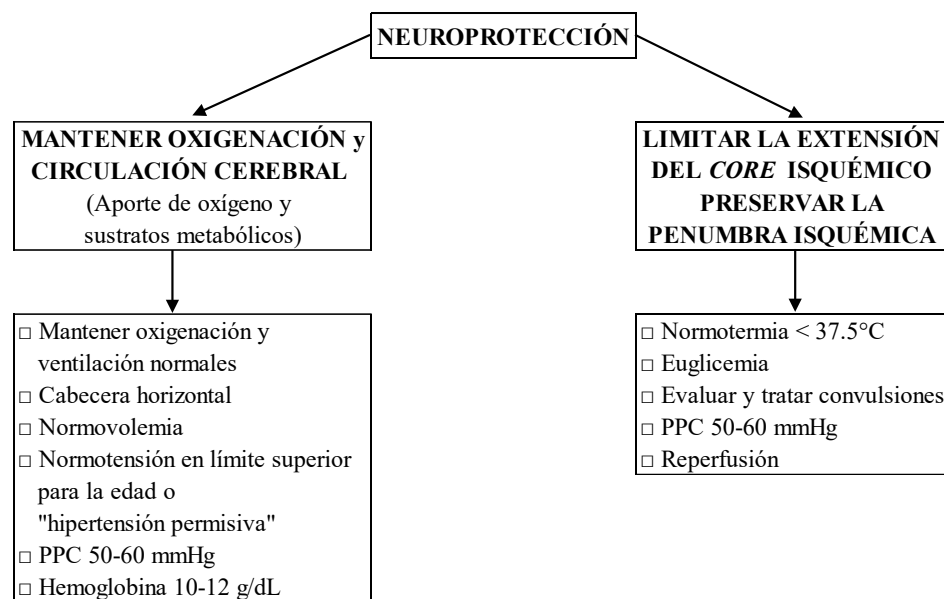 NEUROPROTECCIÓN
MANTENER OXIGENACIÓN y
CIRCULACIÓN CEREBRAL
(Aporte de oxígeno y
sustratos metabólicos)
LIMITAR LA EXTENSIÓN
DEL CORE ISQUÉMICO
PRESERVAR LA
PENUMBRA ISQUÉMICA
□ Mantener oxigenación y
ventilación normales
□ Cabecera horizontal
□ Normovolemia
□ Normotensión en límite superior
para la edad o
"hipertensión permisiva"
□ PPC 50-60 mmHg
□ Hemoglobina 10-12 g/dL
□ Normotermia < 37.5°C
□ Euglicemia
□ Evaluar y tratar convulsiones
□ PPC 50-60 mmHg
□ Reperfusión